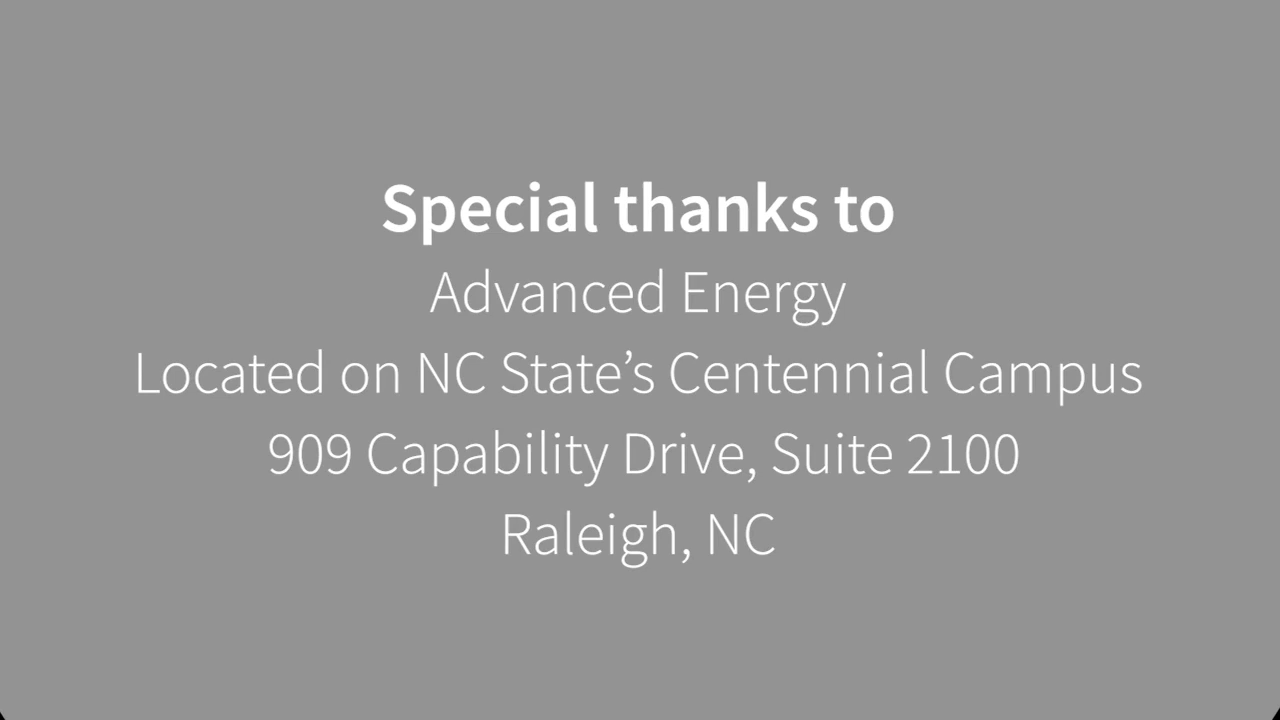 Special thanks to
Advanced Energy
Located on NC State’s Centennial Campus
909 Capability Drive, Suite 2100
Raleigh, NC